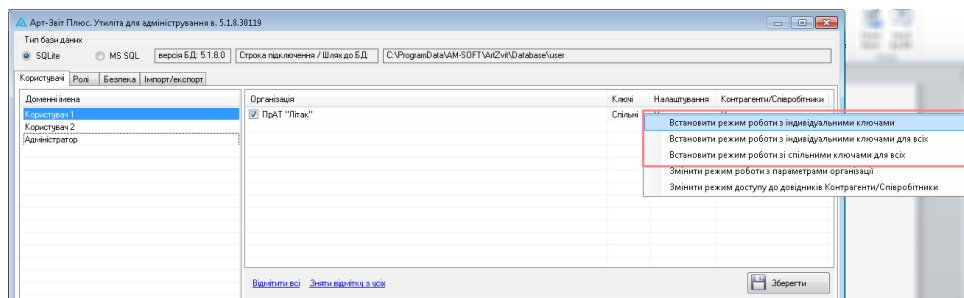 Арт-Звіт Плюс. Утиліта для адміністрування в. 5.1.8.30119
Тип бази даних
SQLite MS SQL версія БД: 5.1.8.0 Строка підключення / Шлях до БД: C:\ProgramData\AM-SOFT\ArtZvit\Database\user
Користувачі Ролі Безпека Імпорт/експорт
Доменні імена Організація Ключі Налаштування Контрагенти/Співробітники
Користувач 1 ПрАТ "Літак" Спільні
Встановити режим роботи з індивідуальними ключами
Користувач 2
Встановити режим роботи з індивідуальними ключами для всіх
Адміністратор
Встановити режим роботи зі спільними ключами для всіх
Змінити режим роботи з параметрами організації
Змінити режим доступу до довідників Контрагенти/Співробітники
Відмітити всі Зняти відмітку з усіх Зберегти